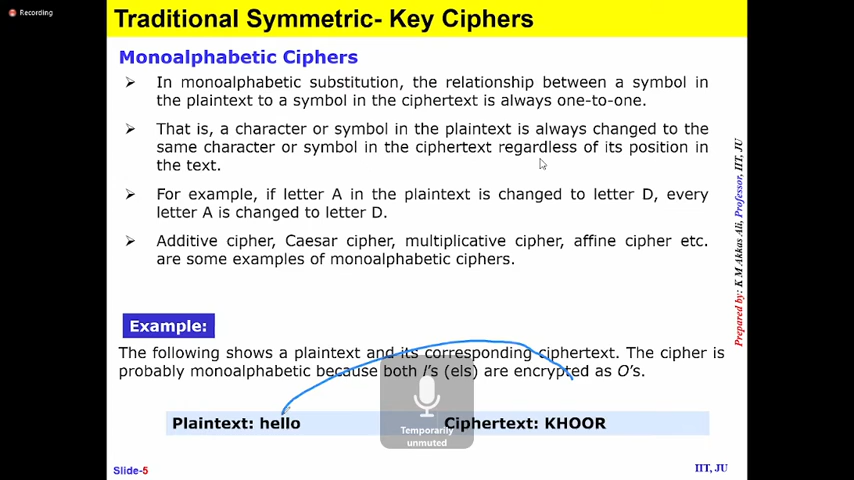 Recording
Traditional Symmetric- Key Ciphers
Monoalphabetic Ciphers
In monoalphabetic substitution, the relationship between a symbol in
the plaintext to a symbol in the ciphertext is always one-to-one.
That is, a character or symbol in the plaintext is always changed to the
same character or symbol in the ciphertext regardless of its position in
the text.
For example, if letter A in the plaintext is changed to letter D, every
letter A is changed to letter D.
Additive cipher, Caesar cipher, multiplicative cipher, affine cipher etc.
are some examples of monoalphabetic ciphers.
Prepared by: K M Akkas Ali, Professor, IIT, JU
Example:
The following shows a plaintext and its corresponding ciphertext. The cipher is
probably monoalphabetic because both l's (els) are encrypted as O's.
Plaintext: hello Ciphertext: KHOOR
Temporarily
unmuted
Slide-5 IIT, JU